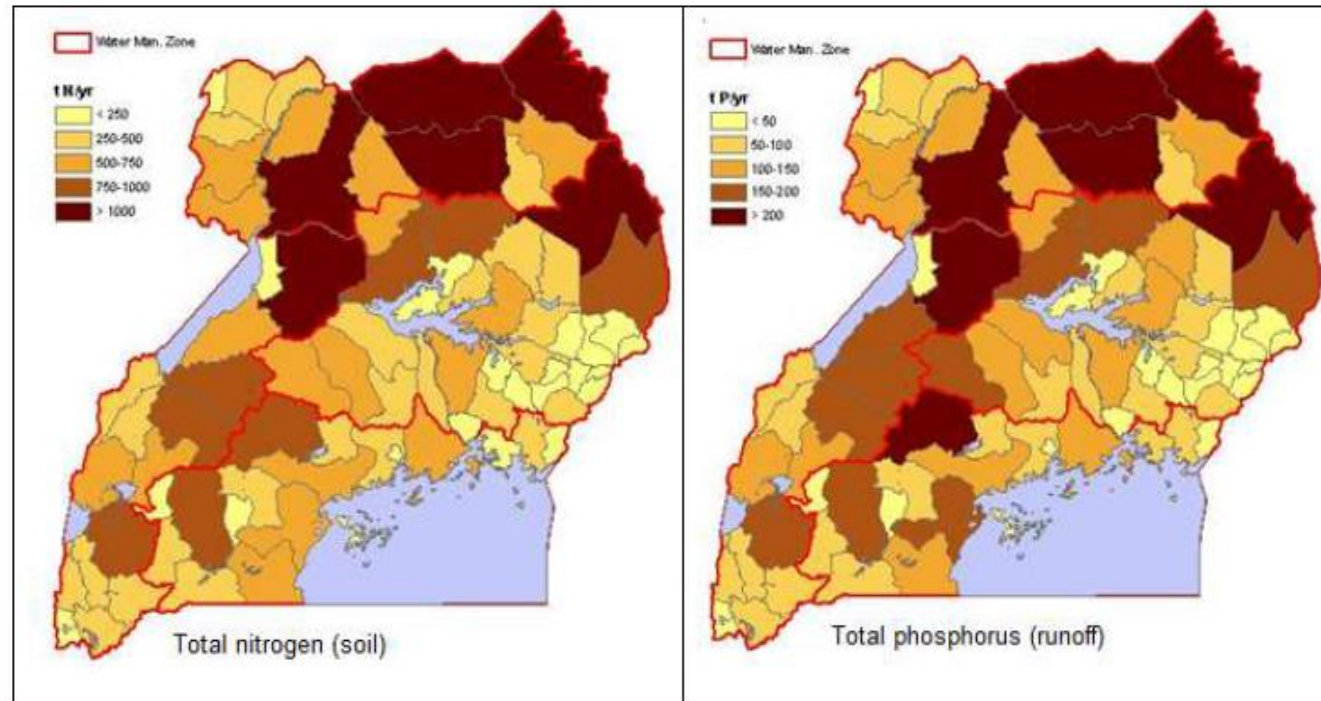 Water Man. Zone
t N/yr
< 250
250-500
500-750
750-1000
> 1000
Total nitrogen (soil)
Water Man. Zone
t P/yr
< 50
50-100
100-150
150-200
> 200
Total phosphorus (runoff)